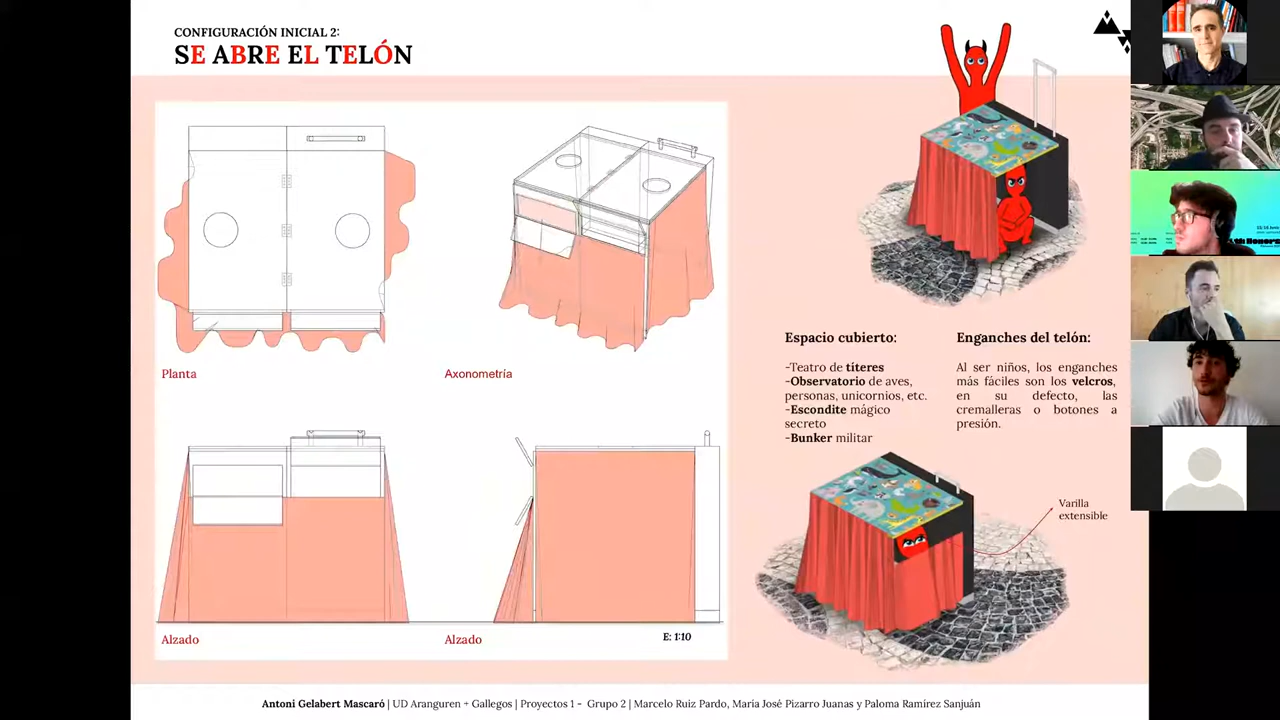 CONFIGURACIÓN INICIAL 2:
SE ABRE EL TELÓN
Planta
Axonometría
Alzado
Alzado
E: 1:10
Espacio cubierto:
-Teatro de títeres
-Observatorio de aves,
personas, unicornios, etc.
-Escondite mágico
secreto
-Bunker militar
Enganches del telón:
Al ser niños, los enganches
más fáciles son los velcros,
en su defecto, las
cremalleras o botones a
presión.
Varilla
extensible
Antoni Gelabert Mascaró | UD Aranguren + Gallegos | Proyectos 1 - Grupo 2 | Marcelo Ruiz Pardo, María José Pizarro Juanas y Paloma Ramírez Sanjuán